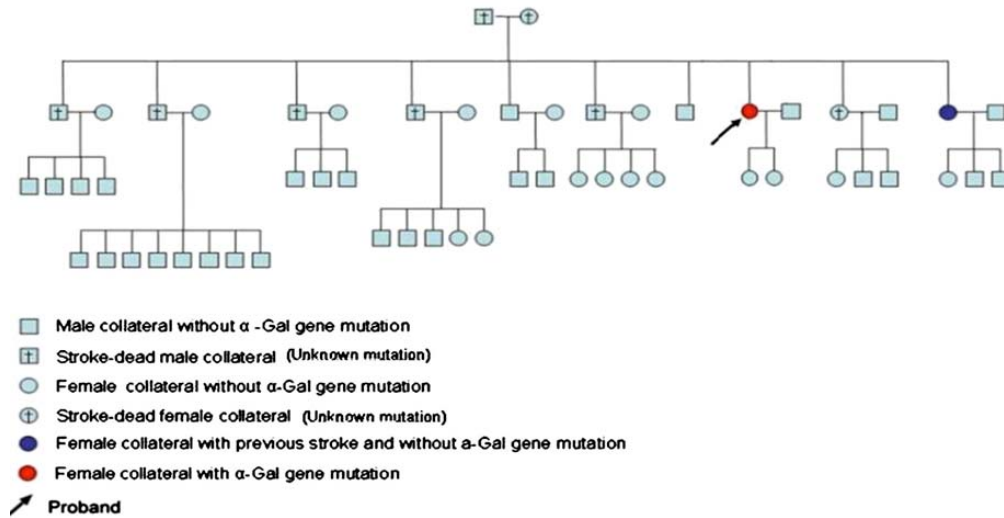 Male collateral without α -Gal gene mutation
Stroke-dead male collateral (Unknown mutation)
Female collateral without α-Gal gene mutation
Stroke-dead female collateral (Unknown mutation)
Female collateral with previous stroke and without a-Gal gene mutation
Female collateral with α-Gal gene mutation
Proband